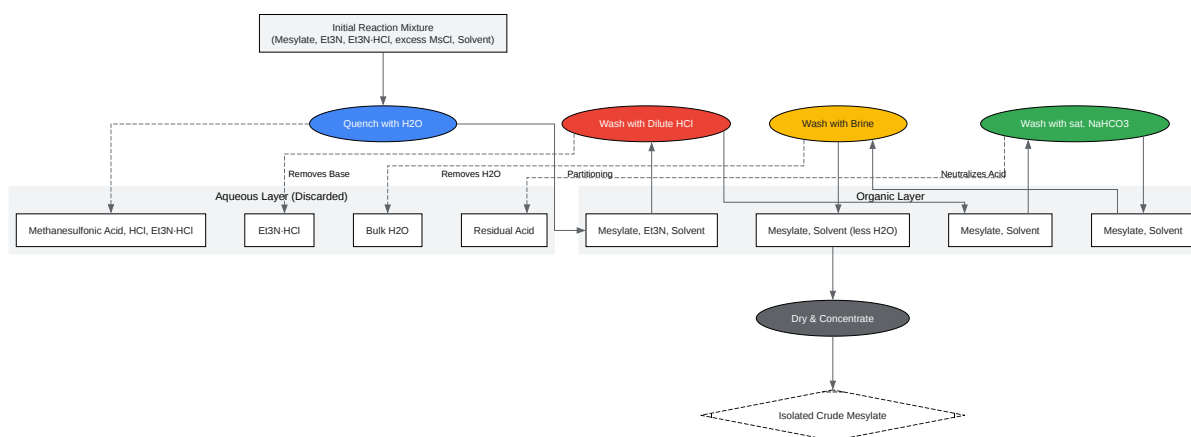 Initial Reaction Mixture
(Mesylate, Et3N, Et3N·HCl, excess MsCl, Solvent)
Quench with H2O
Wash with Dilute HCl
Wash with Brine
Wash with sat. NaHCO3
Removes Base
Removes H2O
Partitioning
Neutralizes Acid
Aqueous Layer (Discarded)
Organic Layer
Methanesulfonic Acid, HCl, Et3N·HCl
Et3N·HCl
Bulk H2O
Residual Acid
Mesylate, Et3N, Solvent
Mesylate, Solvent (less H2O)
Mesylate, Solvent
Mesylate, Solvent
Dry & Concentrate
Isolated Crude Mesylate